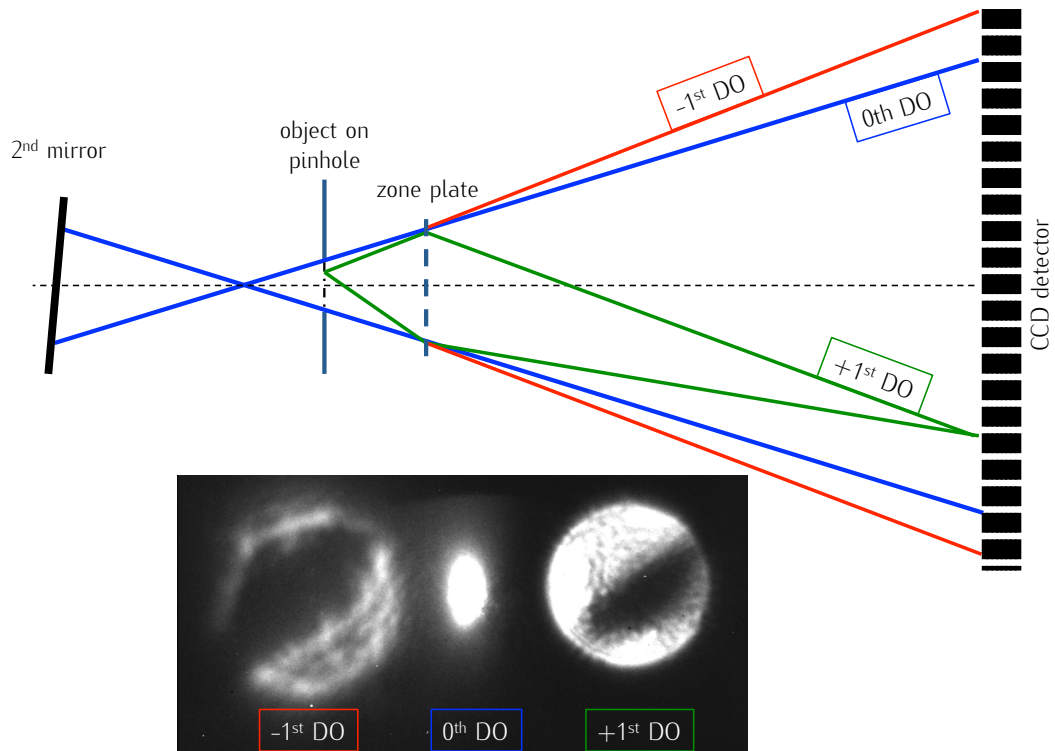 –1ˢᵗ DO
0th DO
object on
pinhole
2ⁿᵈ mirror
zone plate
CCD detector
+1ˢᵗ DO
–1ˢᵗ DO
0ᵗʰ DO
+1ˢᵗ DO